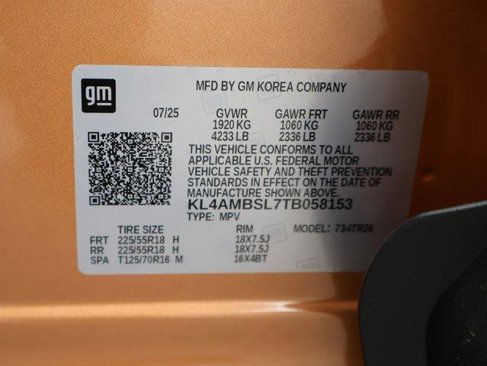 gm
MFD BY GM KOREA COMPANY
07/25 GVWR GAWR FRT GAWR RR
1920 KG 1060 KG 1060 KG
4233 LB 2336 LB 2336 LB
THIS VEHICLE CONFORMS TO ALL
APPLICABLE U.S. FEDERAL MOTOR
VEHICLE SAFETY AND THEFT PREVENTION
STANDARDS IN EFFECT ON THE DATE OF
MANUFACTURE SHOWN ABOVE.
KL4AMBSL7TB058153
TYPE: MPV
TIRE SIZE RIM MODEL: 734TR26
FRT 225/55R18 H 18X7.5J
RR 225/55R18 H 18X7.5J
SPA T125/70R16 M 16X4BT